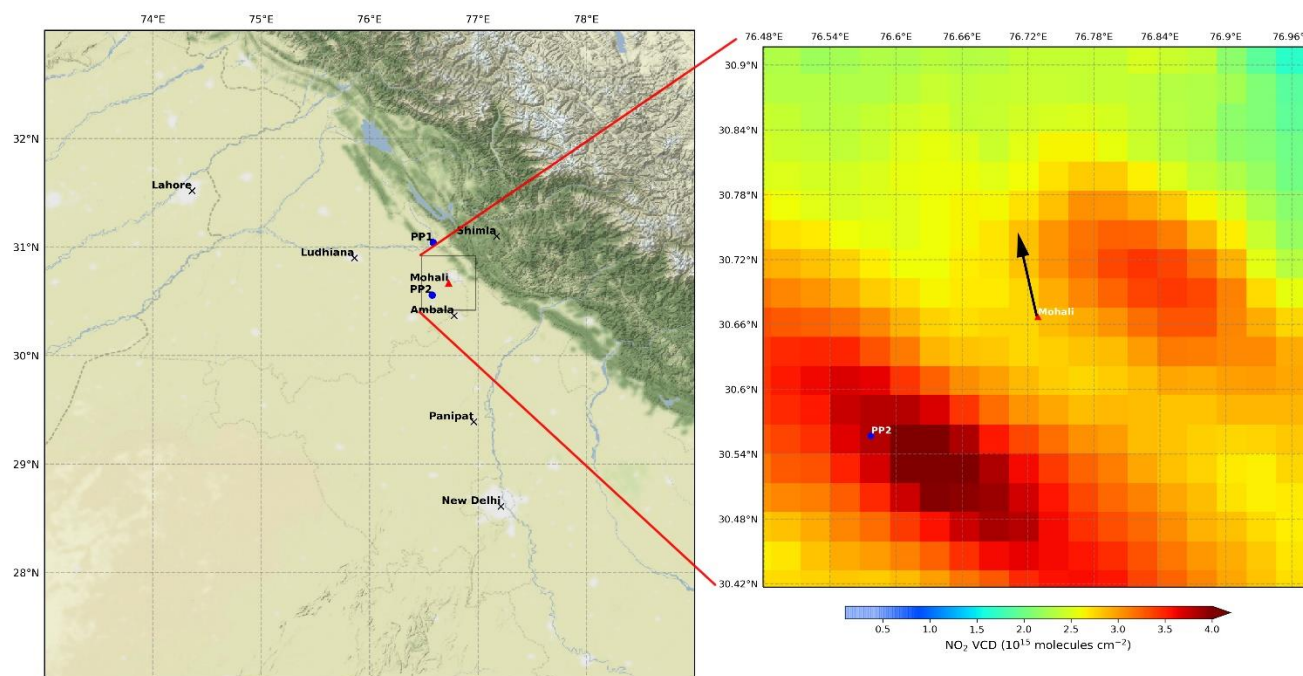 74°E 75°E 76°E 77°E 78°E
32°N
31°N
30°N
29°N
28°N
Lahore
Ludhiana
PP1
Shimla
Mohali
PP2
Ambala
Panipat
New Delhi
76.48°E 76.54°E 76.6°E 76.66°E 76.72°E 76.78°E 76.84°E 76.9°E 76.96°E
30.9°N
30.84°N
30.78°N
30.72°N
30.66°N
30.6°N
30.54°N
30.48°N
30.42°N
Mohali
PP2
0.5 1.0 1.5 2.0 2.5 3.0 3.5 4.0
NO₂ VCD (10¹⁵ molecules cm⁻²)